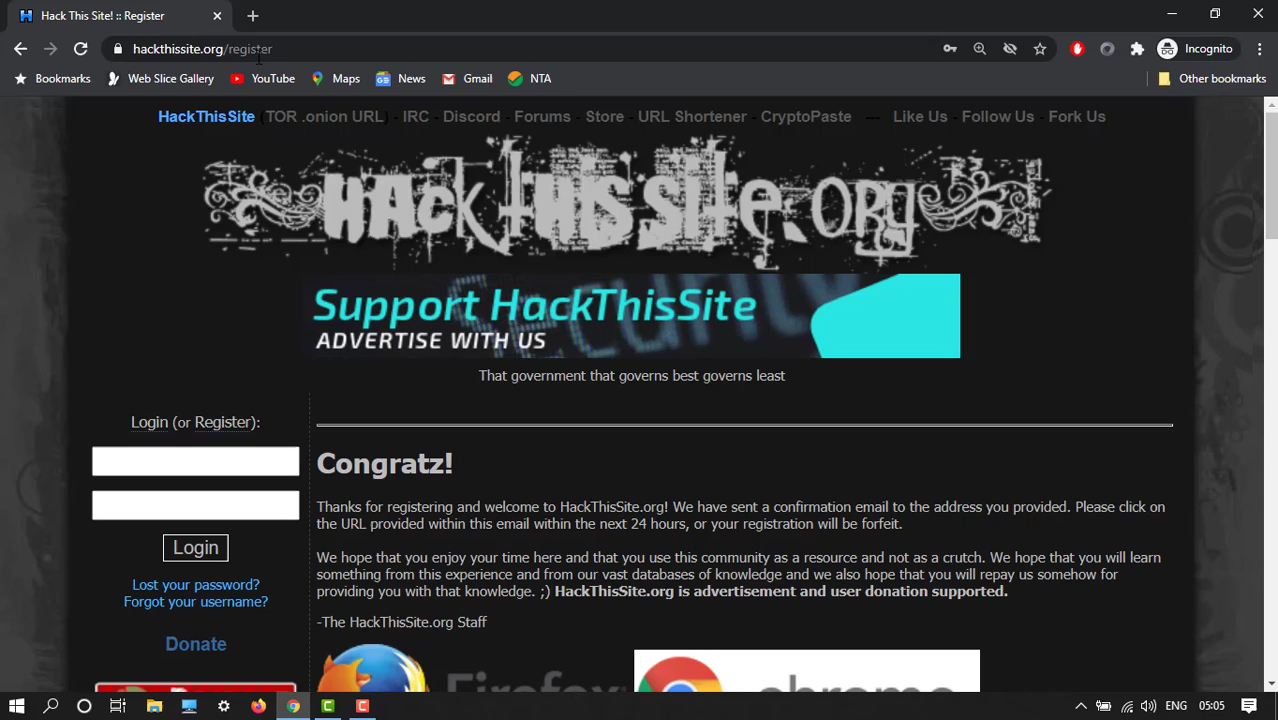 Hack This Site! :: Register
hackthissite.org/register
Incognito
Bookmarks Web Slice Gallery YouTube Maps News Gmail NTA Other bookmarks
HackThisSite (TOR .onion URL) - IRC - Discord - Forums - Store - URL Shortener - CryptoPaste --- Like Us - Follow Us - Fork Us
HackThisSite.org
Support HackThisSite
ADVERTISE WITH US
That government that governs best governs least
Login (or Register):
Login
Lost your password?
Forgot your username?
Donate
Congratz!
Thanks for registering and welcome to HackThisSite.org! We have sent a confirmation email to the address you provided. Please click on
the URL provided within this email within the next 24 hours, or your registration will be forfeit.
We hope that you enjoy your time here and that you use this community as a resource and not as a crutch. We hope that you will learn
something from this experience and from our vast databases of knowledge and we also hope that you will repay us somehow for
providing you with that knowledge. ;) HackThisSite.org is advertisement and user donation supported.
-The HackThisSite.org Staff
Firefox
chrome
ENG 05:05